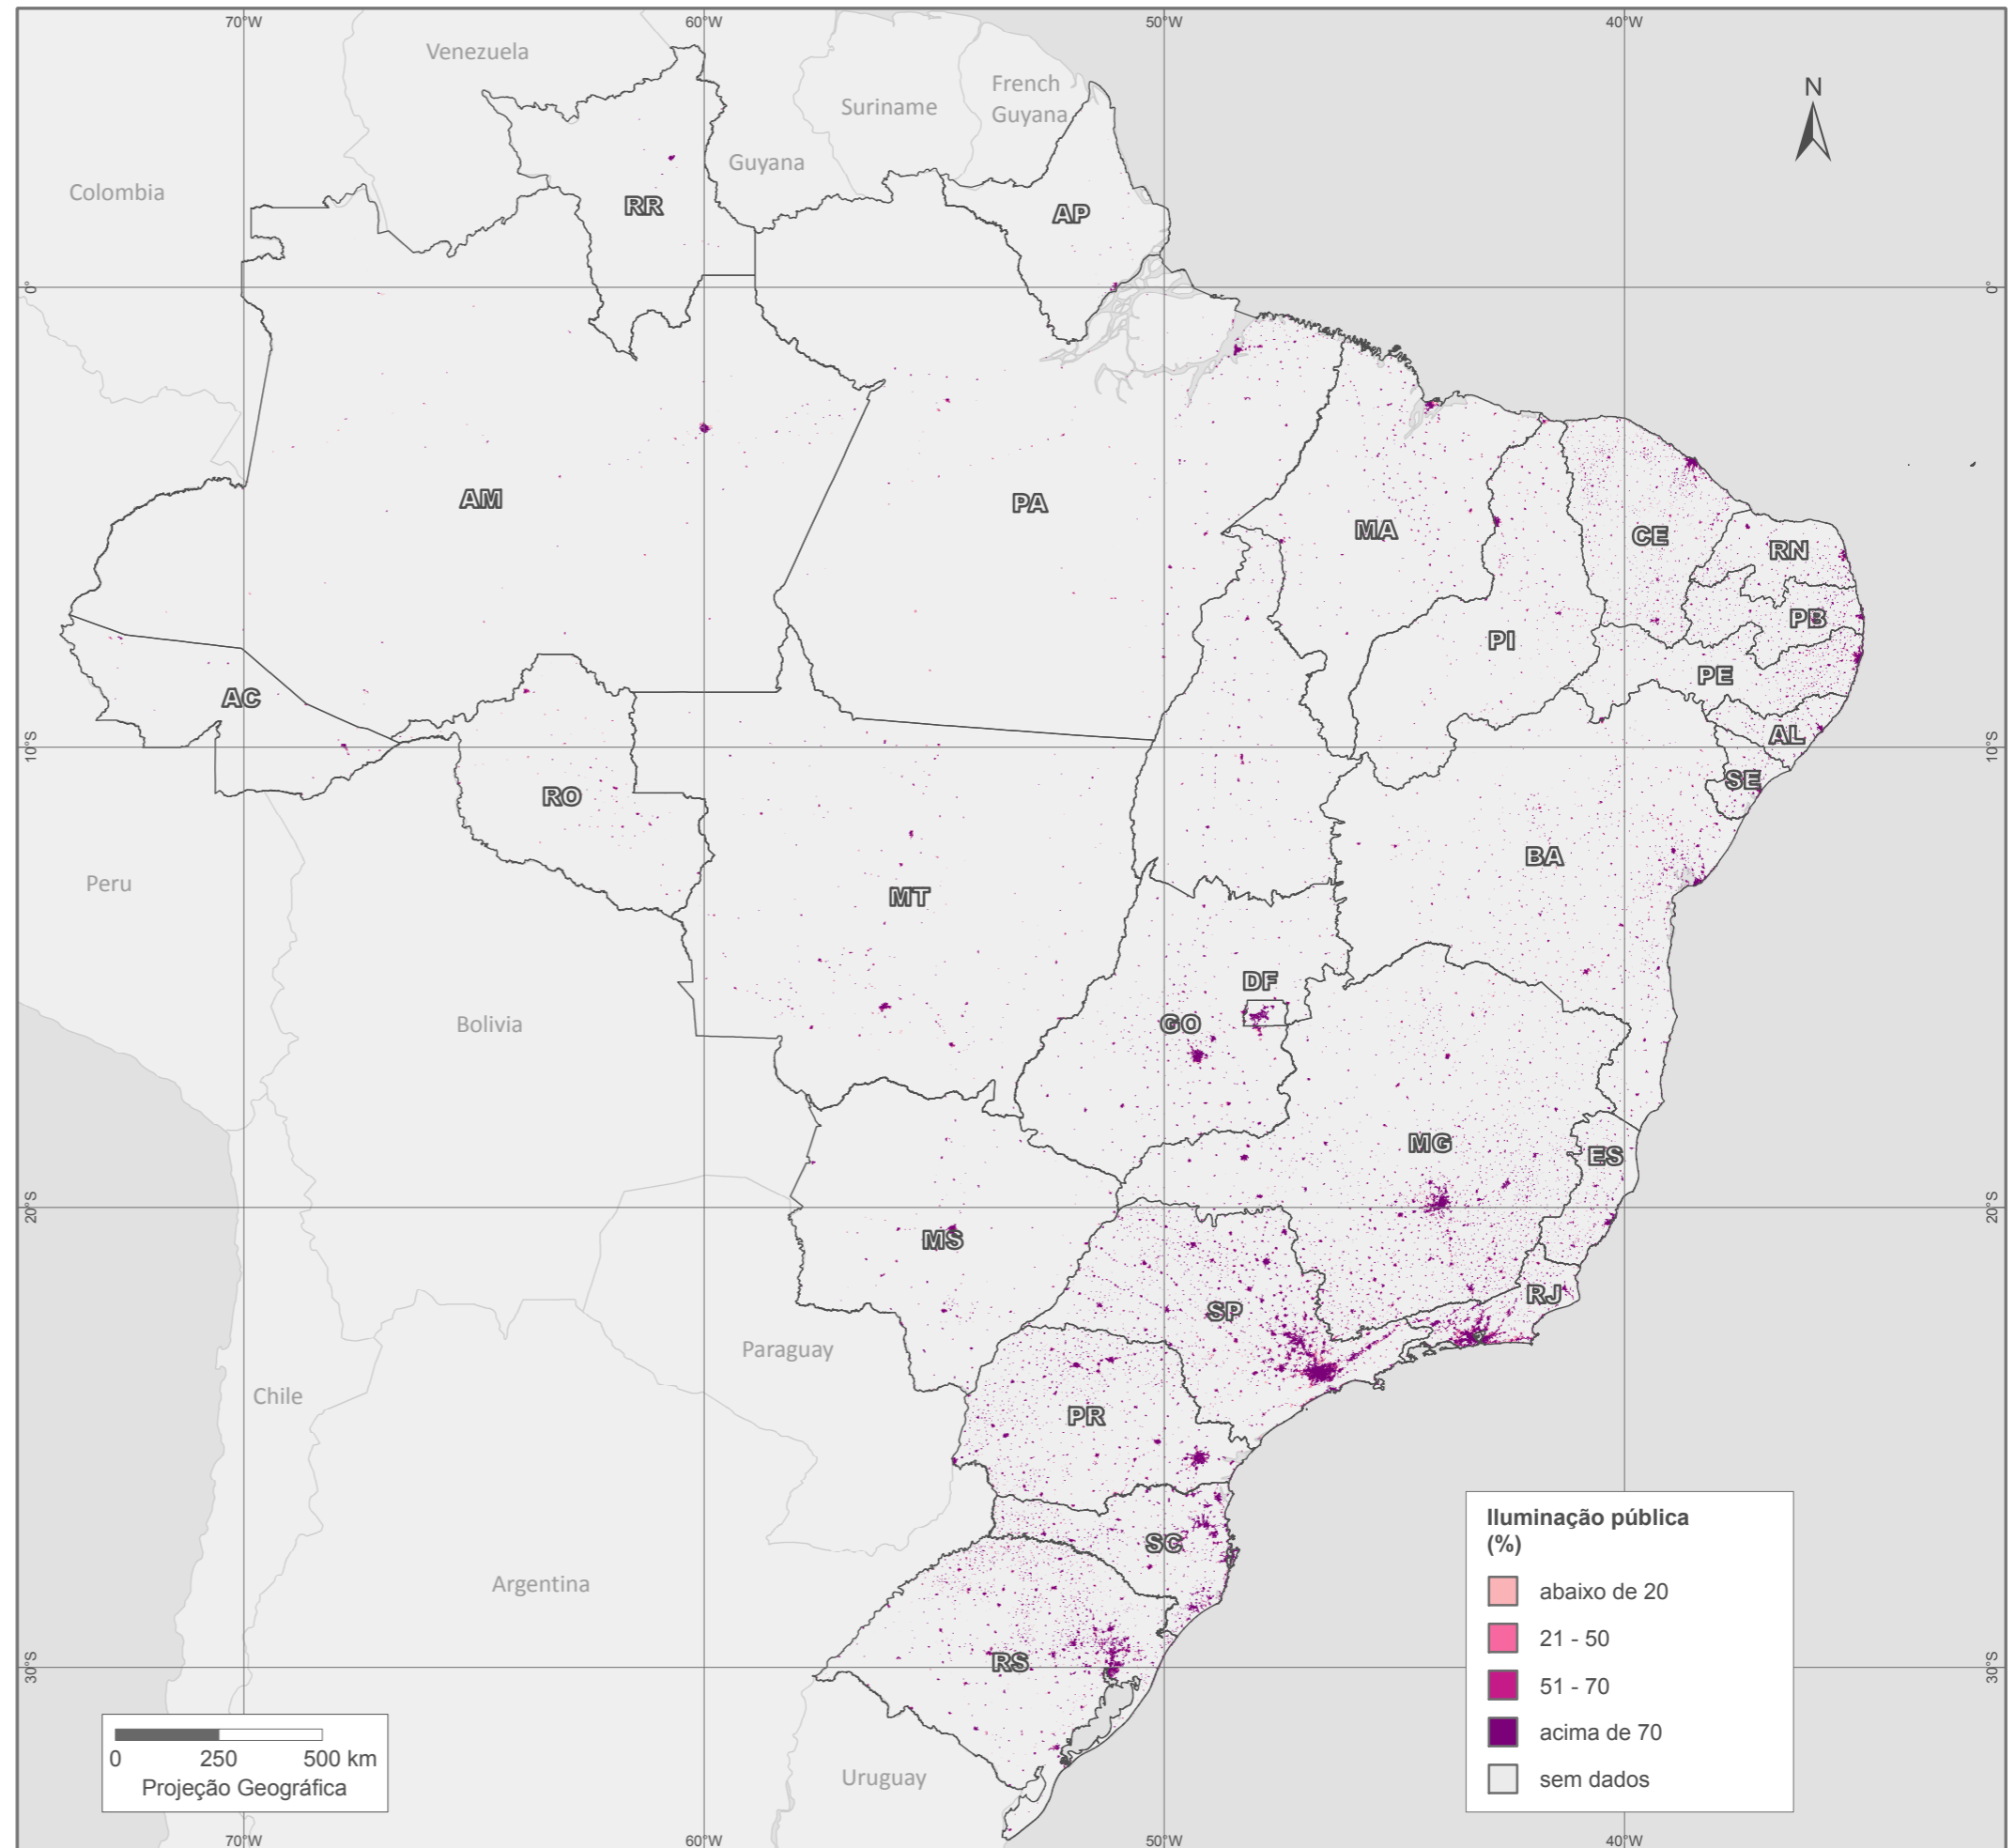 70°W
60°W
50°W
40°W
Venezuela
Suriname
French
Guyana
Guyana
Colombia
N
RR
AP
0°
0°
AM
PA
MA
CE
RN
PB
PI
PE
AC
AL
10°S
10°S
SE
RO
BA
Peru
MT
DF
GO
Bolivia
MG
ES
20°S
20°S
MS
RJ
SP
Paraguay
Chile
PR
SC
Argentina
RS
30°S
30°S
Uruguay
Iluminação pública
(%)
abaixo de 20
21 - 50
51 - 70
acima de 70
sem dados
0 250 500 km
Projeção Geográfica
70°W
60°W
50°W
40°W